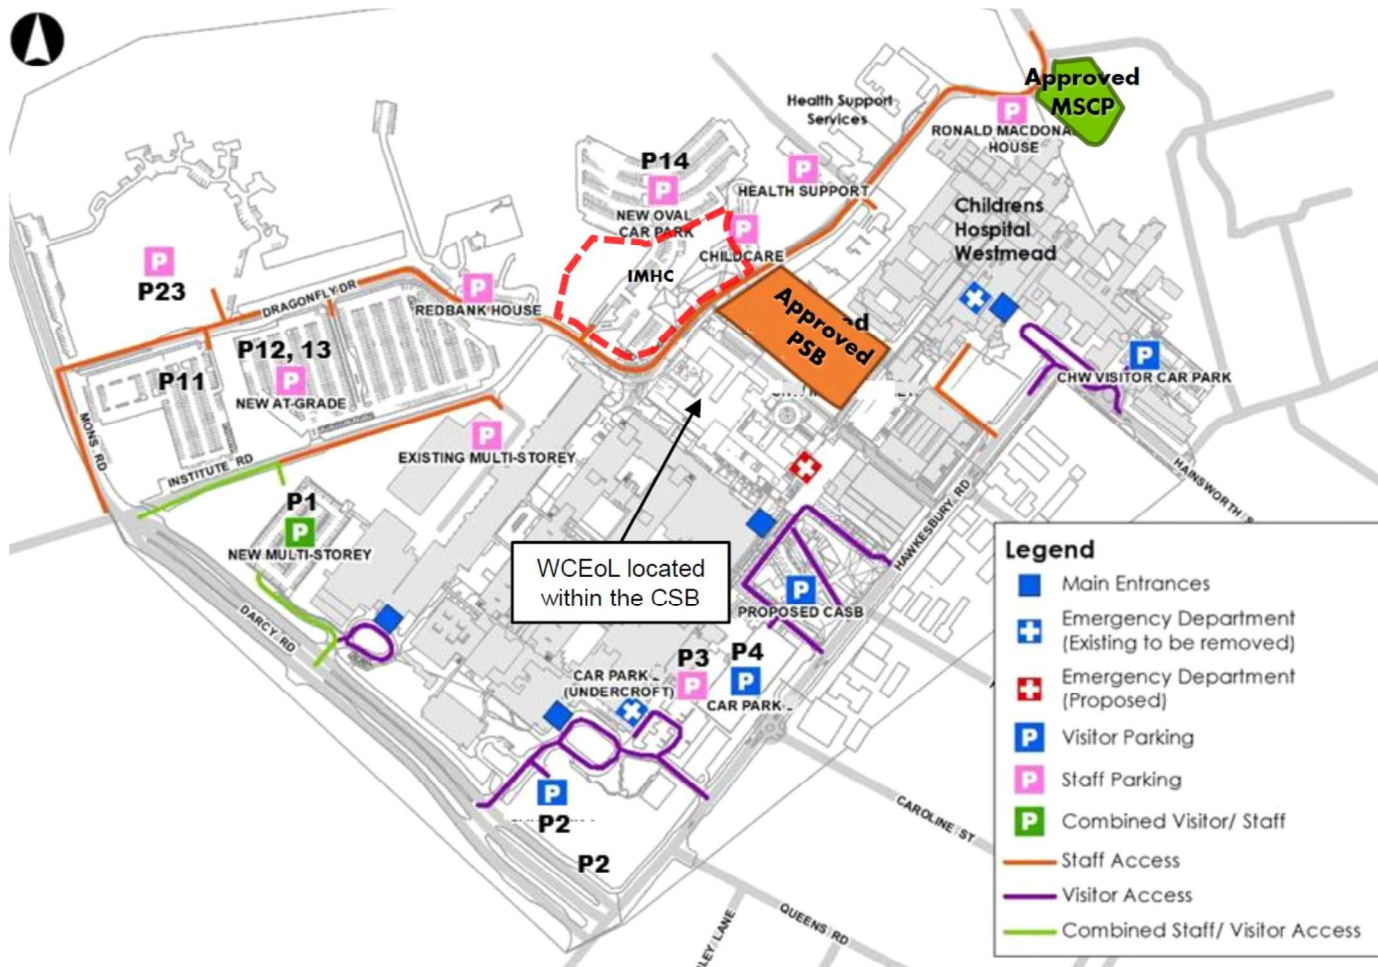 Approved
MSCP
Health Support
Services
RONALD MACDONA
HOUSE
P14
NEW OVAL
CAR PARK
HEALTH SUPPORT
CHILDCARE
Childrens
Hospital
Westmead
IMHC
P23
DRAGONFLY DR
REDBANK HOUSE
Approved
PSB
P12, 13
P11
NEW AT-GRADE
CHW VISITOR CAR PARK
MONS RD
EXISTING MULTI-STOREY
INSTITUTE RD
HAINSWORTH S
P1
NEW MULTI-STOREY
HAWKESBURY RD
WCEoL located
within the CSB
PROPOSED CASB
DARCY RD
P3
P4
CAR PARK
(UNDERCROFT)
CAR PARK
P2
P2
CAROLINE ST
QUEENS RD
LEY LANE
Legend
Main Entrances
Emergency Department
(Existing to be removed)
Emergency Department
(Proposed)
P Visitor Parking
P Staff Parking
P Combined Visitor/ Staff
Staff Access
Visitor Access
Combined Staff/ Visitor Access